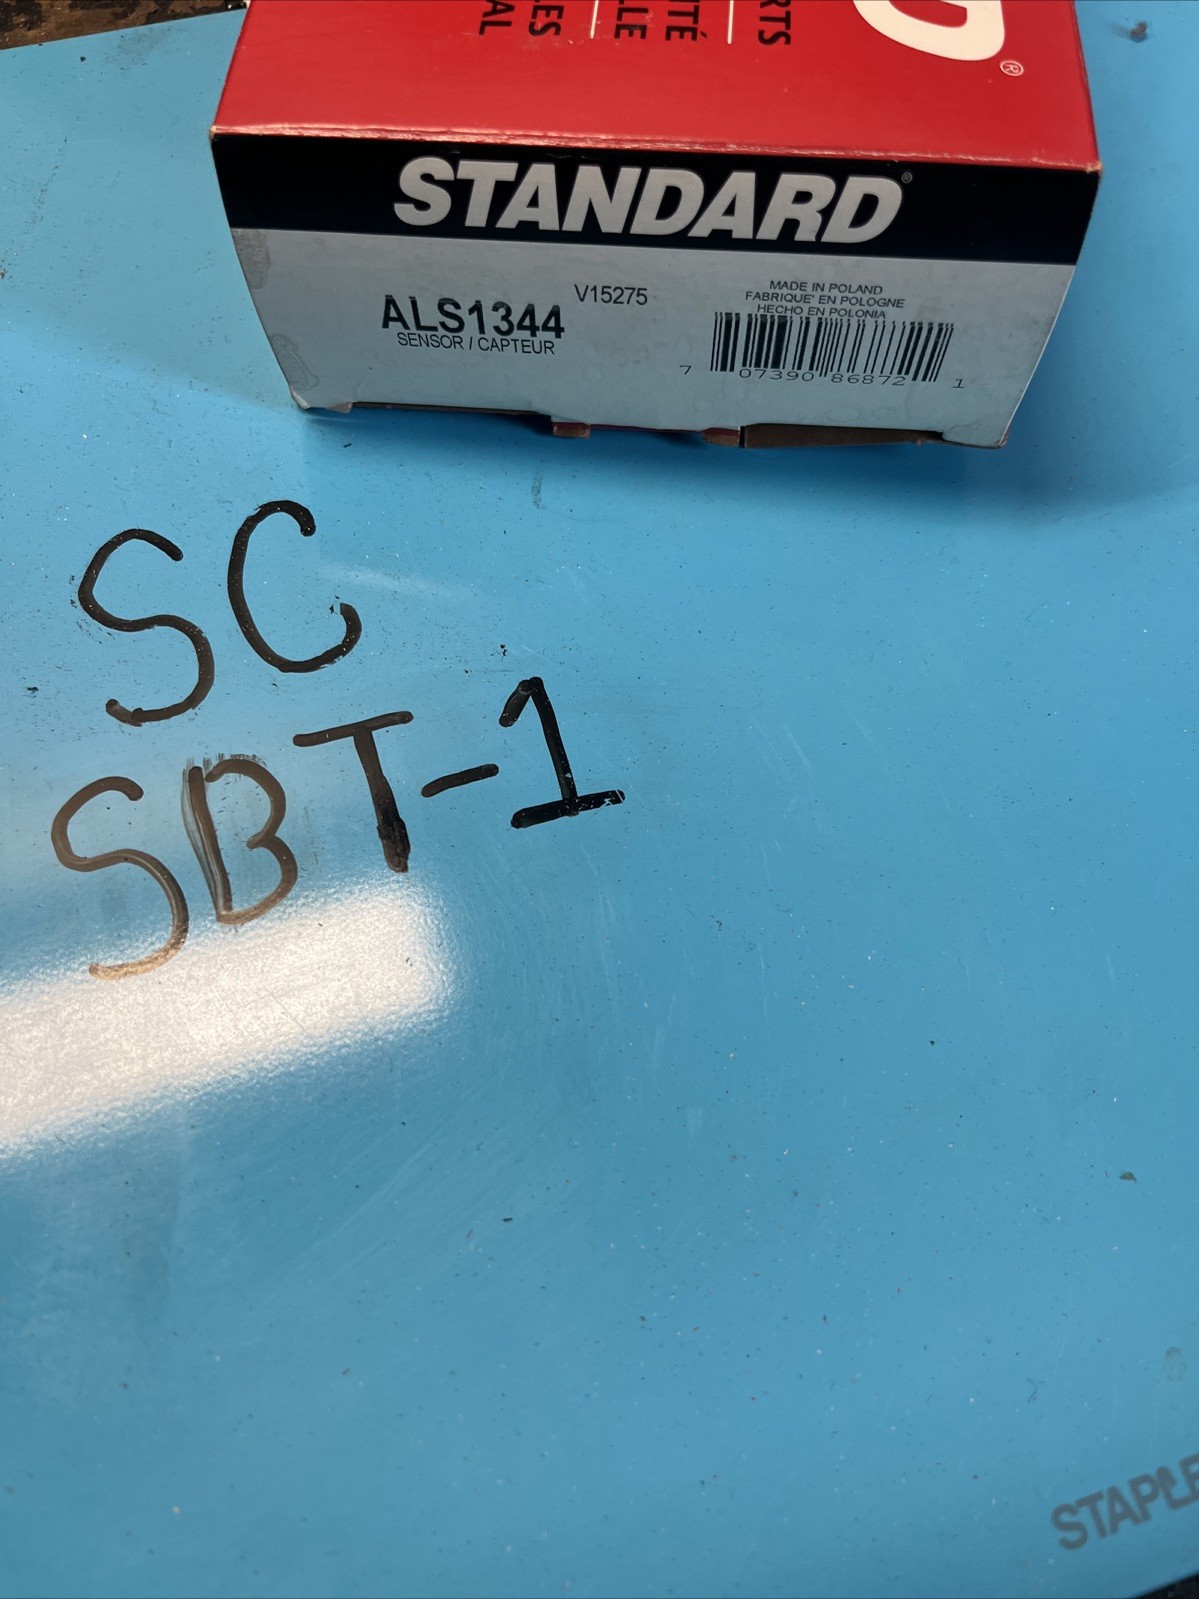 STANDARD®
ALS1344
SENSOR / CAPTEUR
V15275
MADE IN POLAND
FABRIQUE' EN POLOGNE
HECHO EN POLONIA
7 07390 86872 1
SC
SBT-1